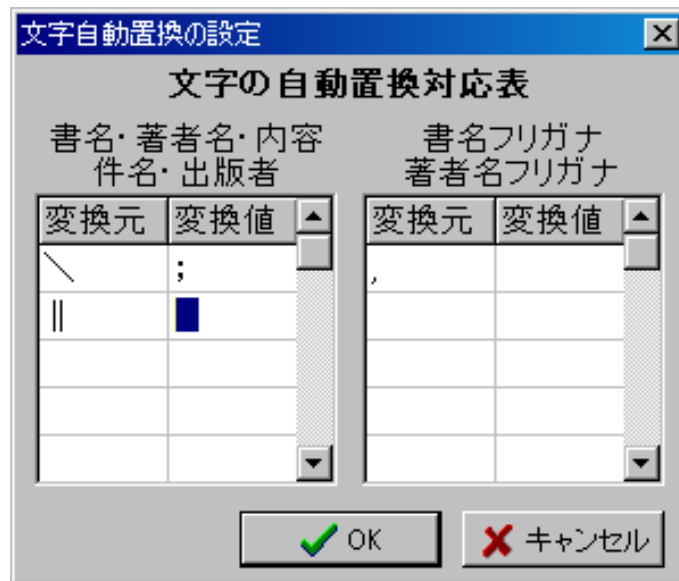 文字自動置換の設定
文字の自動置換対応表
書名・著者名・内容
件名・出版者
変換元 変換値
\ ;
∥
書名フリガナ
著者名フリガナ
変換元 変換値
,
OK キャンセル